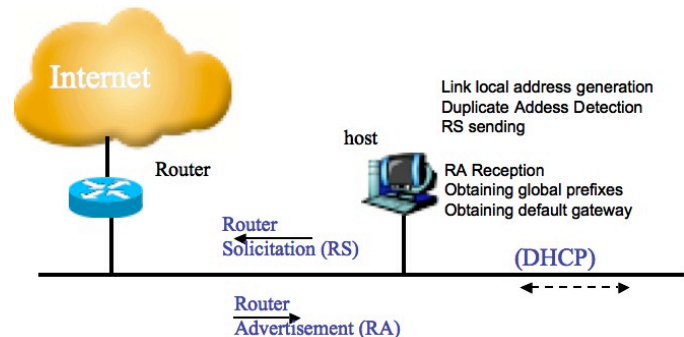 Internet
Link local address generation
Duplicate Addess Detection
RS sending
host
Router
RA Reception
Obtaining global prefixes
Obtaining default gateway
Router
Solicitation (RS)
(DHCP)
Router
Advertisement (RA)